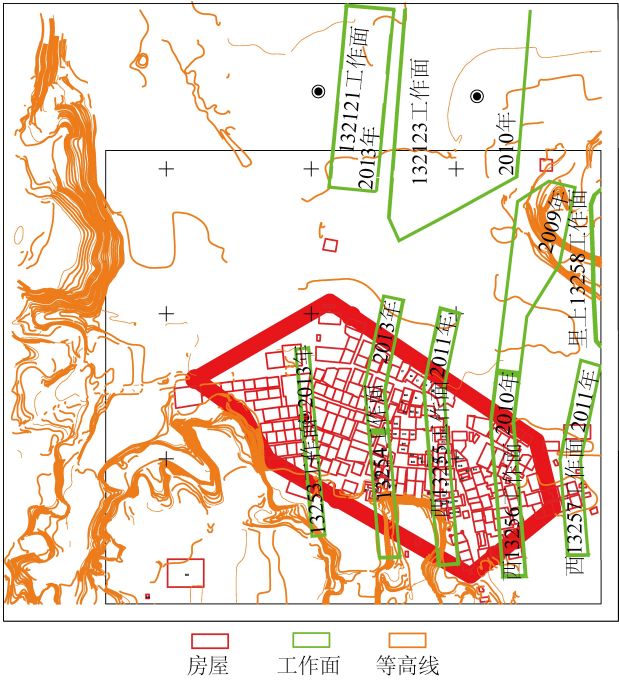 132121工作面
2013年
132123工作面
2010年
2009年
里上13258工作面
13253工作面2013年
13254工作面 2013年
西13255工作面2011年
西13256工作面 2010年
西13257工作面 2011年
房屋
工作面
等高线